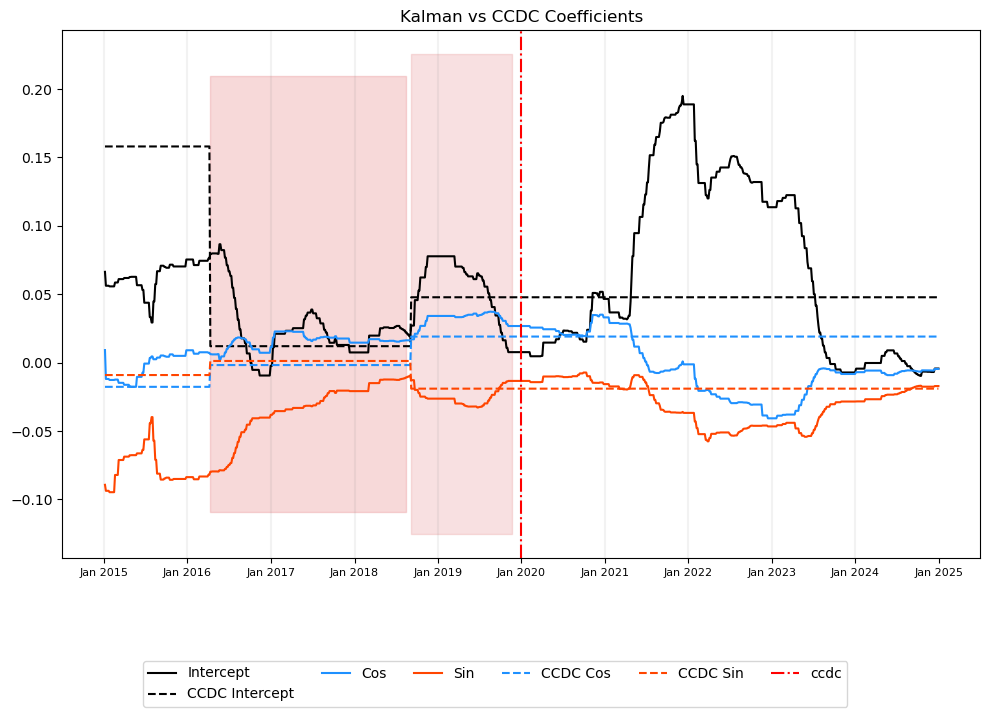 Kalman vs CCDC Coefficients
0.20
0.15
0.10
0.05
0.00
−0.05
−0.10
Jan 2015 Jan 2016 Jan 2017 Jan 2018 Jan 2019 Jan 2020 Jan 2021 Jan 2022 Jan 2023 Jan 2024 Jan 2025
Intercept Cos Sin CCDC Cos CCDC Sin ccdc
CCDC Intercept